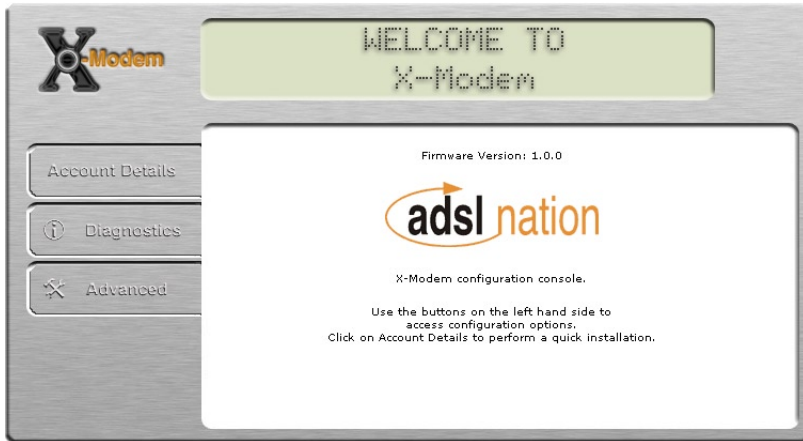 X-Modem
WELCOME TO
X-Modem
Account Details
Diagnostics
Advanced
Firmware Version: 1.0.0
adsl nation
X-Modem configuration console.
Use the buttons on the left hand side to
access configuration options.
Click on Account Details to perform a quick installation.